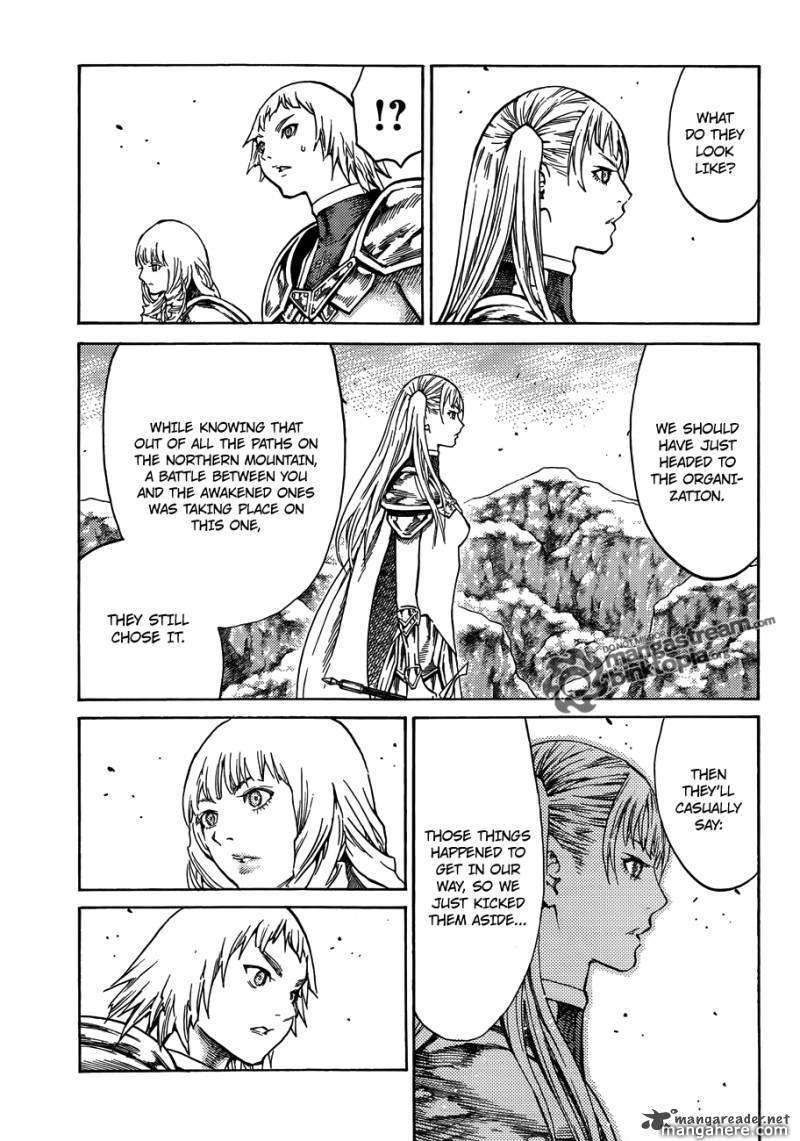 WHAT
DO THEY
LOOK
LIKE?
!?
WE SHOULD
HAVE JUST
HEADED TO
THE ORGANI-
ZATION.
WHILE KNOWING THAT
OUT OF ALL THE PATHS ON
THE NORTHERN MOUNTAIN,
A BATTLE BETWEEN YOU
AND THE AWAKENED ONES
WAS TAKING PLACE ON
THIS ONE,
THEY STILL
CHOSE IT.
mangastream.com
pinktopia
THEN
THEY'LL
CASUALLY
SAY:
THOSE THINGS
HAPPENED TO
GET IN OUR
WAY, SO WE
JUST KICKED
THEM ASIDE...
mangareader.net
mangahere.com